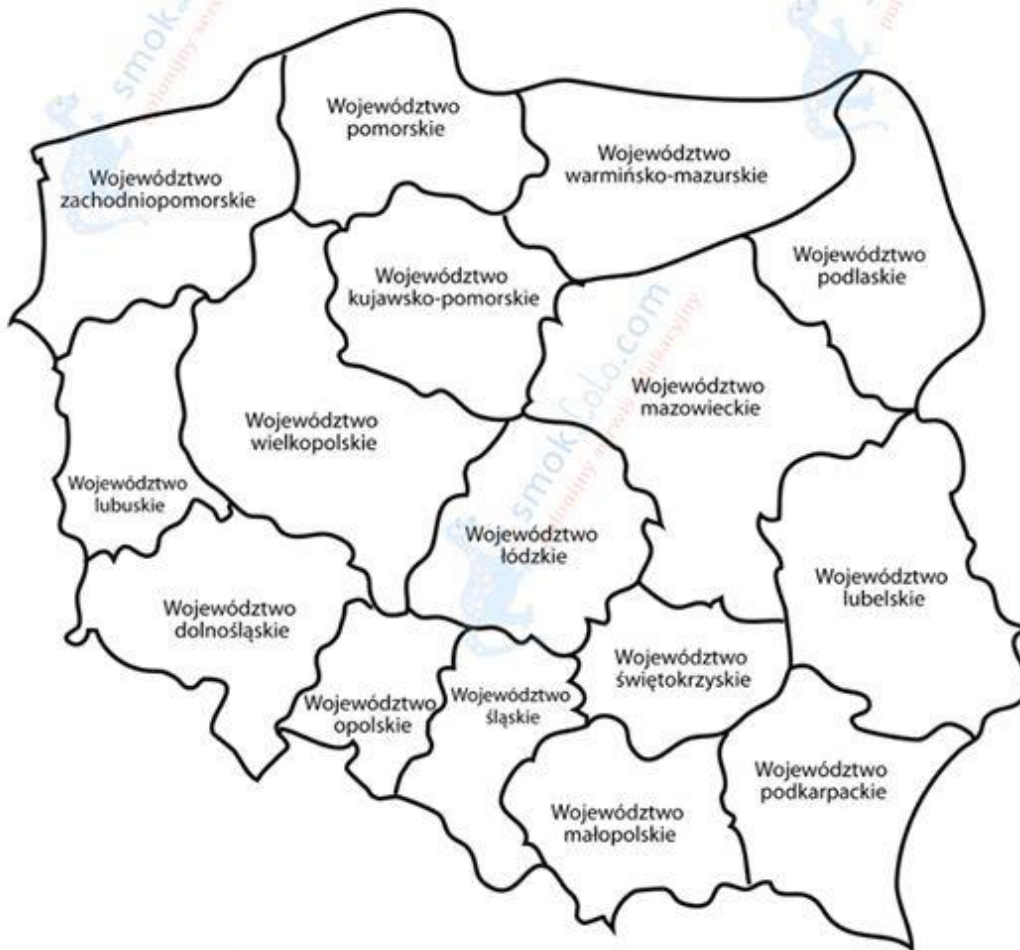 Województwo
pomorskie
Województwo
warmińsko-mazurskie
Województwo
zachodniopomorskie
Województwo
podlaskie
Województwo
kujawsko-pomorskie
Województwo
mazowieckie
Województwo
wielkopolskie
Województwo
lubuskie
Województwo
łódzkie
Województwo
lubelskie
Województwo
dolnośląskie
Województwo
świętokrzyskie
Województwo
opolskie
Województwo
śląskie
Województwo
podkarpackie
Województwo
małopolskie
smokLolo.com